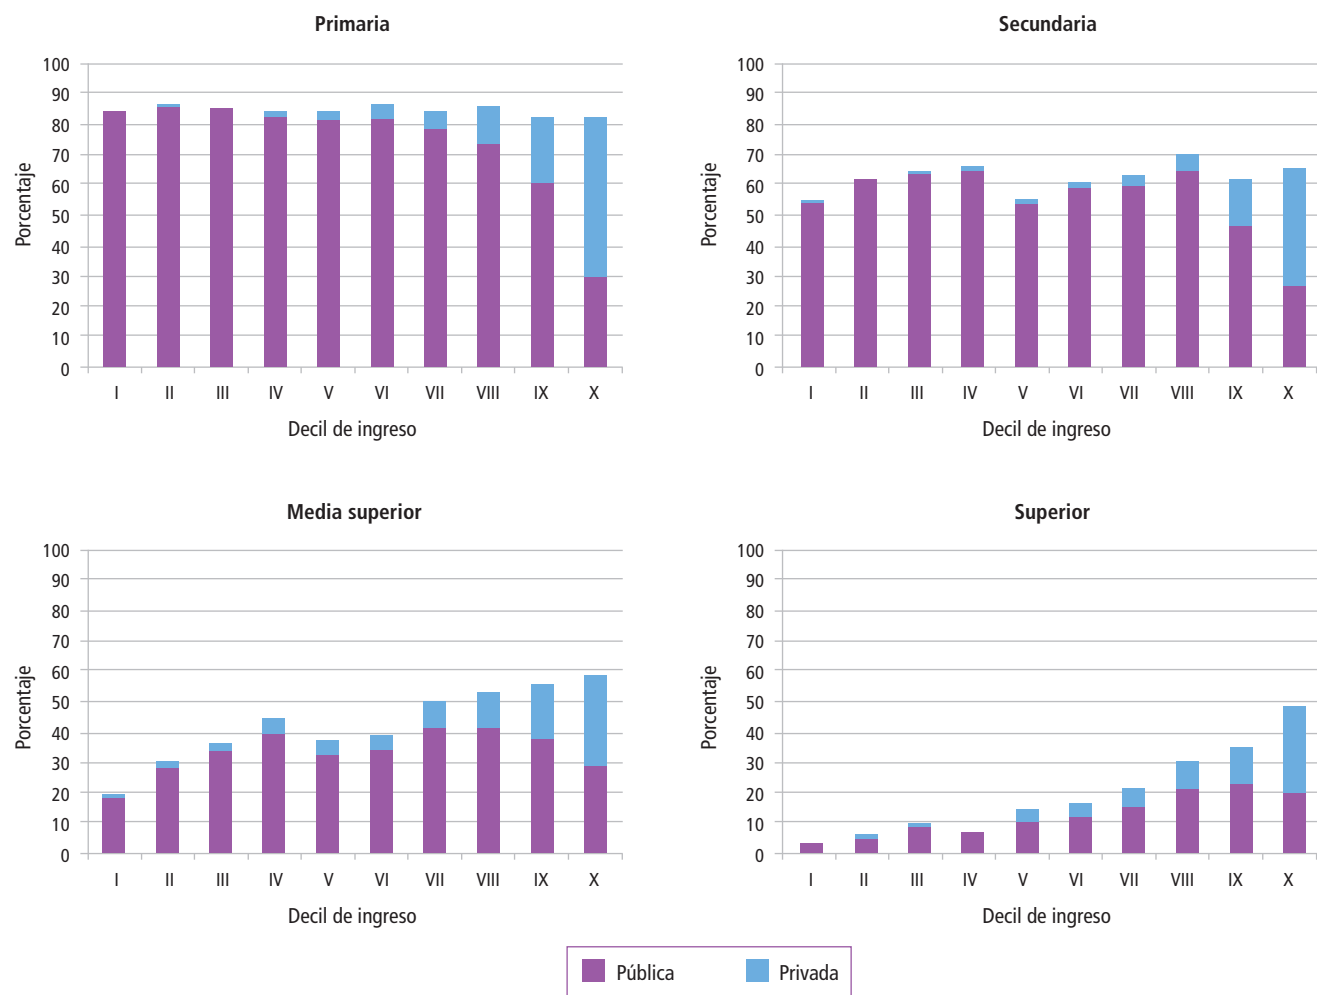 Primaria
100
90
80
70
60
50
40
30
20
10
0
Porcentaje
I II III IV V VI VII VIII IX X
Decil de ingreso
Secundaria
100
90
80
70
60
50
40
30
20
10
0
Porcentaje
I II III IV V VI VII VIII IX X
Decil de ingreso
Media superior
100
90
80
70
60
50
40
30
20
10
0
Porcentaje
I II III IV V VI VII VIII IX X
Decil de ingreso
Superior
100
90
80
70
60
50
40
30
20
10
0
Porcentaje
I II III IV V VI VII VIII IX X
Decil de ingreso
Pública Privada